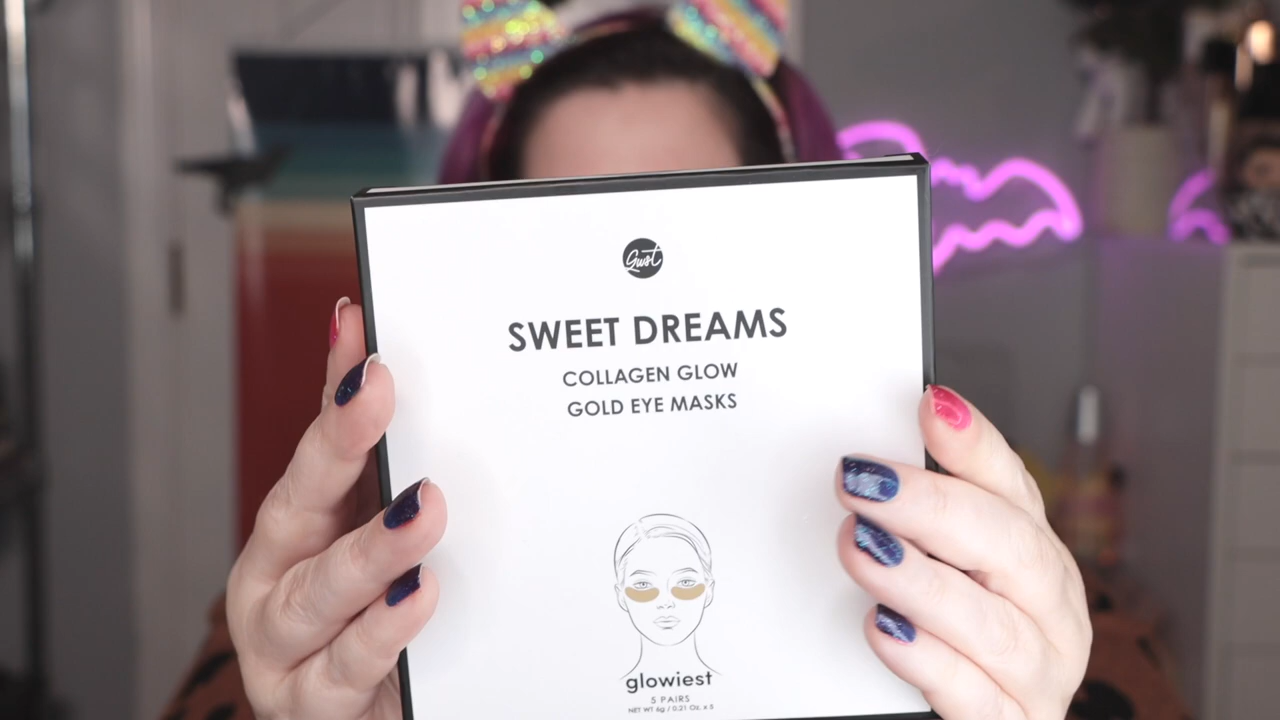 Gust
SWEET DREAMS
COLLAGEN GLOW
GOLD EYE MASKS
glowiest
5 PAIRS
NET WT 6g / 0.21 Oz. x 5